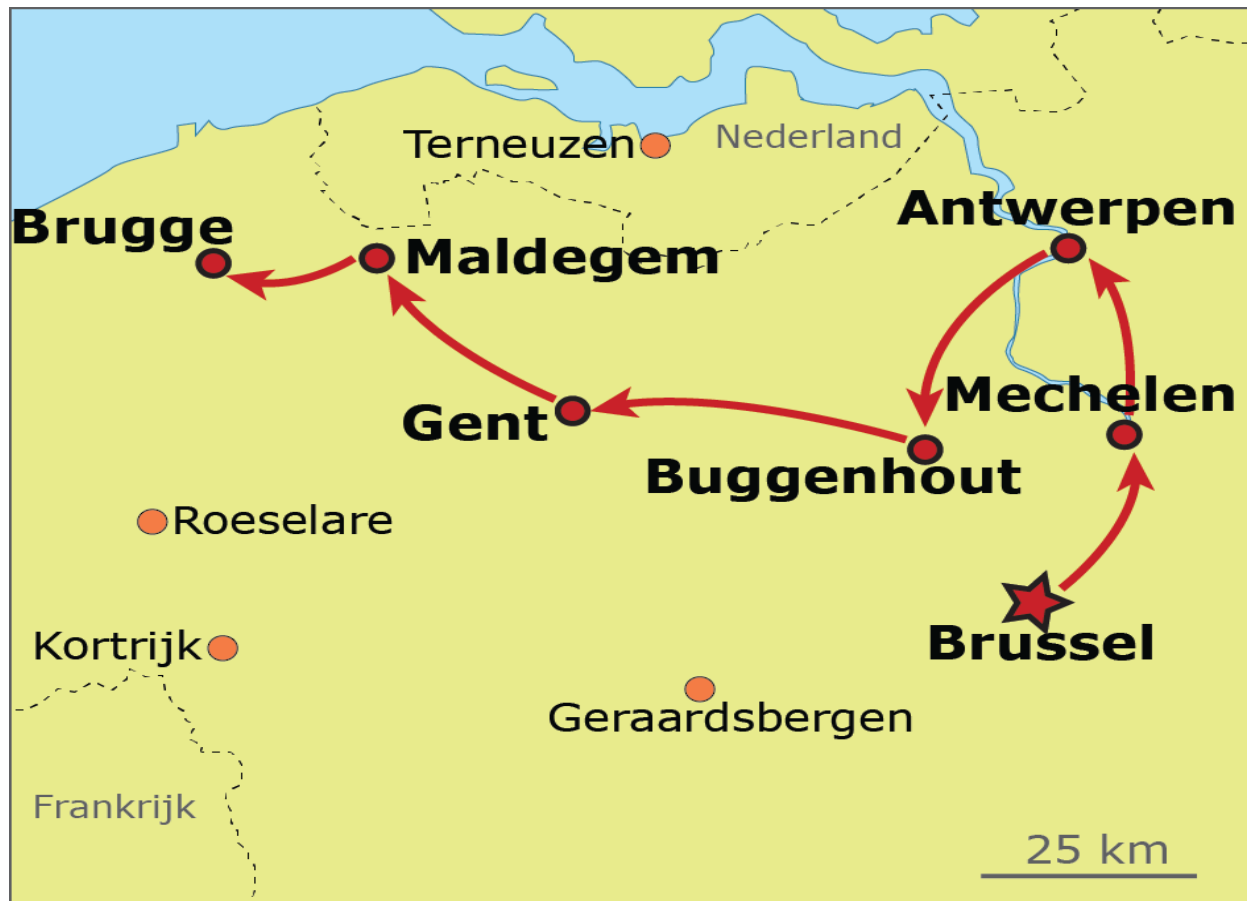 Terneuzen
Nederland
Antwerpen
Brugge
Maldegem
Mechelen
Gent
Buggenhout
Roeselare
Brussel
Kortrijk
Geraardsbergen
Frankrijk
25 km